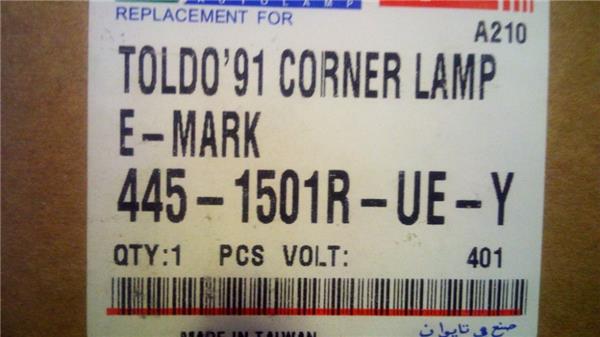 AUTOLAMP
REPLACEMENT FOR
A210
TOLDO'91 CORNER LAMP
E-MARK
445-1501R-UE-Y
QTY:1 PCS VOLT: 401
MADE IN TAIWAN
صنع في تايوان